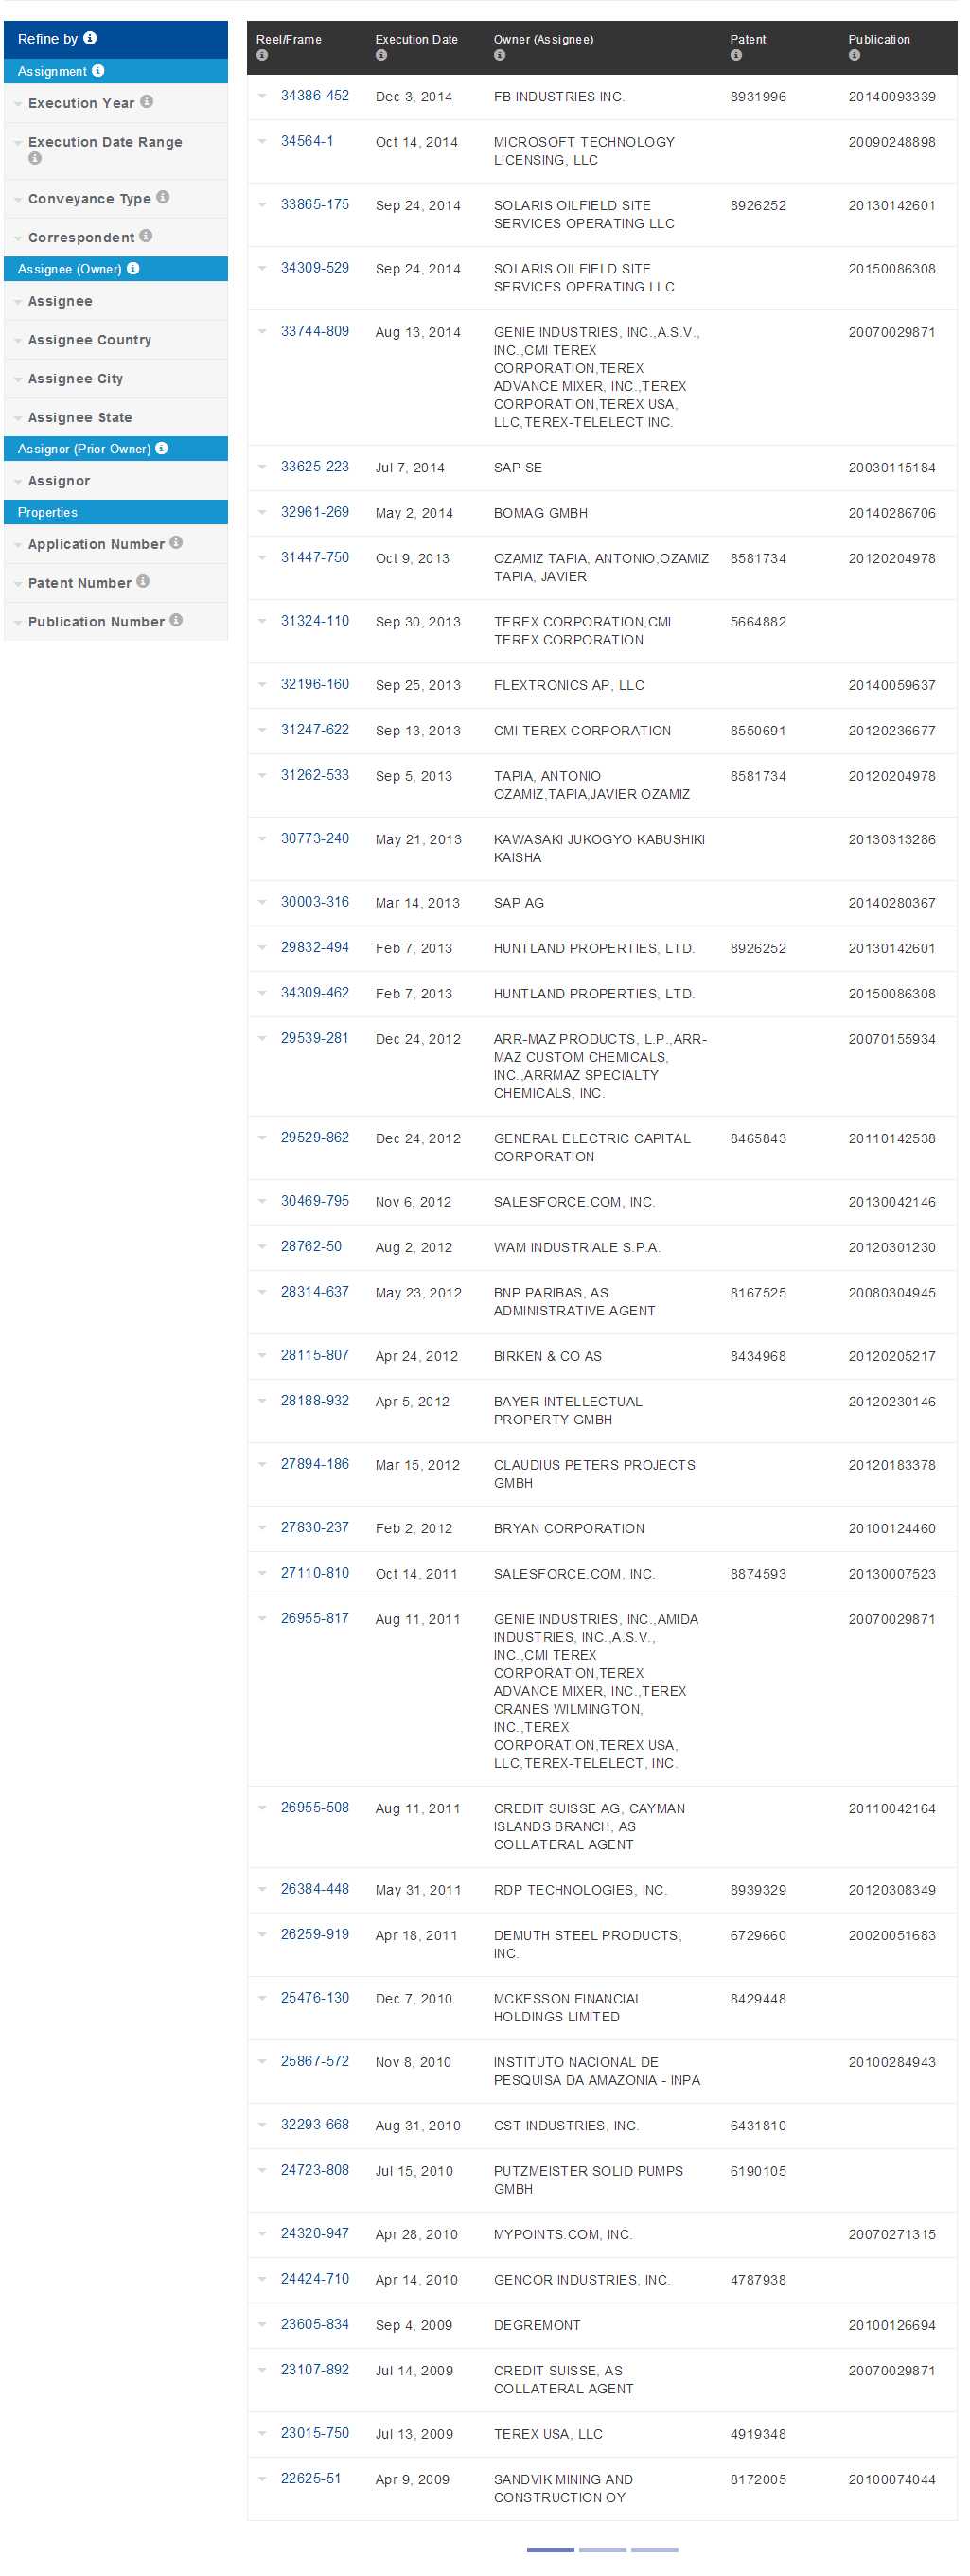 Refine by
Assignment
Execution Year
Execution Date Range
Conveyance Type
Correspondent
Assignee (Owner)
Assignee
Assignee Country
Assignee City
Assignee State
Assignor (Prior Owner)
Assignor
Properties
Application Number
Patent Number
Publication Number
Reel/Frame Execution Date Owner (Assignee) Patent Publication
34386-452 Dec 3, 2014 FB INDUSTRIES INC. 8931996 20140093339
34564-1 Oct 14, 2014 MICROSOFT TECHNOLOGY 20090248898
LICENSING, LLC
33865-175 Sep 24, 2014 SOLARIS OILFIELD SITE 8926252 20130142601
SERVICES OPERATING LLC
34309-529 Sep 24, 2014 SOLARIS OILFIELD SITE 20150086308
SERVICES OPERATING LLC
33744-809 Aug 13, 2014 GENIE INDUSTRIES, INC.,A.S.V., 20070029871
INC.,CMI TEREX
CORPORATION,TEREX
ADVANCE MIXER, INC.,TEREX
CORPORATION,TEREX USA,
LLC,TEREX-TELELECT INC.
33625-223 Jul 7, 2014 SAP SE 20030115184
32961-269 May 2, 2014 BOMAG GMBH 20140286706
31447-750 Oct 9, 2013 OZAMIZ TAPIA, ANTONIO,OZAMIZ 8581734 20120204978
TAPIA, JAVIER
31324-110 Sep 30, 2013 TEREX CORPORATION,CMI 5664882
TEREX CORPORATION
32196-160 Sep 25, 2013 FLEXTRONICS AP, LLC 20140059637
31247-622 Sep 13, 2013 CMI TEREX CORPORATION 8550691 20120236677
31262-533 Sep 5, 2013 TAPIA, ANTONIO 8581734 20120204978
OZAMIZ,TAPIA,JAVIER OZAMIZ
30773-240 May 21, 2013 KAWASAKI JUKOGYO KABUSHIKI 20130313286
KAISHA
30003-316 Mar 14, 2013 SAP AG 20140280367
29832-494 Feb 7, 2013 HUNTLAND PROPERTIES, LTD. 8926252 20130142601
34309-462 Feb 7, 2013 HUNTLAND PROPERTIES, LTD. 20150086308
29539-281 Dec 24, 2012 ARR-MAZ PRODUCTS, L.P.,ARR- 20070155934
MAZ CUSTOM CHEMICALS,
INC.,ARRMAZ SPECIALTY
CHEMICALS, INC.
29529-862 Dec 24, 2012 GENERAL ELECTRIC CAPITAL 8465843 20110142538
CORPORATION
30469-795 Nov 6, 2012 SALESFORCE.COM, INC. 20130042146
28762-50 Aug 2, 2012 WAM INDUSTRIALE S.P.A. 20120301230
28314-637 May 23, 2012 BNP PARIBAS, AS 8167525 20080304945
ADMINISTRATIVE AGENT
28115-807 Apr 24, 2012 BIRKEN & CO AS 8434968 20120205217
28188-932 Apr 5, 2012 BAYER INTELLECTUAL 20120230146
PROPERTY GMBH
27894-186 Mar 15, 2012 CLAUDIUS PETERS PROJECTS 20120183378
GMBH
27830-237 Feb 2, 2012 BRYAN CORPORATION 20100124460
27110-810 Oct 14, 2011 SALESFORCE.COM, INC. 8874593 20130007523
26955-817 Aug 11, 2011 GENIE INDUSTRIES, INC.,AMIDA 20070029871
INDUSTRIES, INC.,A.S.V.,
INC.,CMI TEREX
CORPORATION,TEREX
ADVANCE MIXER, INC.,TEREX
CRANES WILMINGTON,
INC.,TEREX
CORPORATION,TEREX USA,
LLC,TEREX-TELELECT, INC.
26955-508 Aug 11, 2011 CREDIT SUISSE AG, CAYMAN 20110042164
ISLANDS BRANCH, AS
COLLATERAL AGENT
26384-448 May 31, 2011 RDP TECHNOLOGIES, INC. 8939329 20120308349
26259-919 Apr 18, 2011 DEMUTH STEEL PRODUCTS, 6729660 20020051683
INC.
25476-130 Dec 7, 2010 MCKESSON FINANCIAL 8429448
HOLDINGS LIMITED
25867-572 Nov 8, 2010 INSTITUTO NACIONAL DE 20100284943
PESQUISA DA AMAZONIA - INPA
32293-668 Aug 31, 2010 CST INDUSTRIES, INC. 6431810
24723-808 Jul 15, 2010 PUTZMEISTER SOLID PUMPS 6190105
GMBH
24320-947 Apr 28, 2010 MYPOINTS.COM, INC. 20070271315
24424-710 Apr 14, 2010 GENCOR INDUSTRIES, INC. 4787938
23605-834 Sep 4, 2009 DEGREMONT 20100126694
23107-892 Jul 14, 2009 CREDIT SUISSE, AS 20070029871
COLLATERAL AGENT
23015-750 Jul 13, 2009 TEREX USA, LLC 4919348
22625-51 Apr 9, 2009 SANDVIK MINING AND 8172005 20100074044
CONSTRUCTION OY